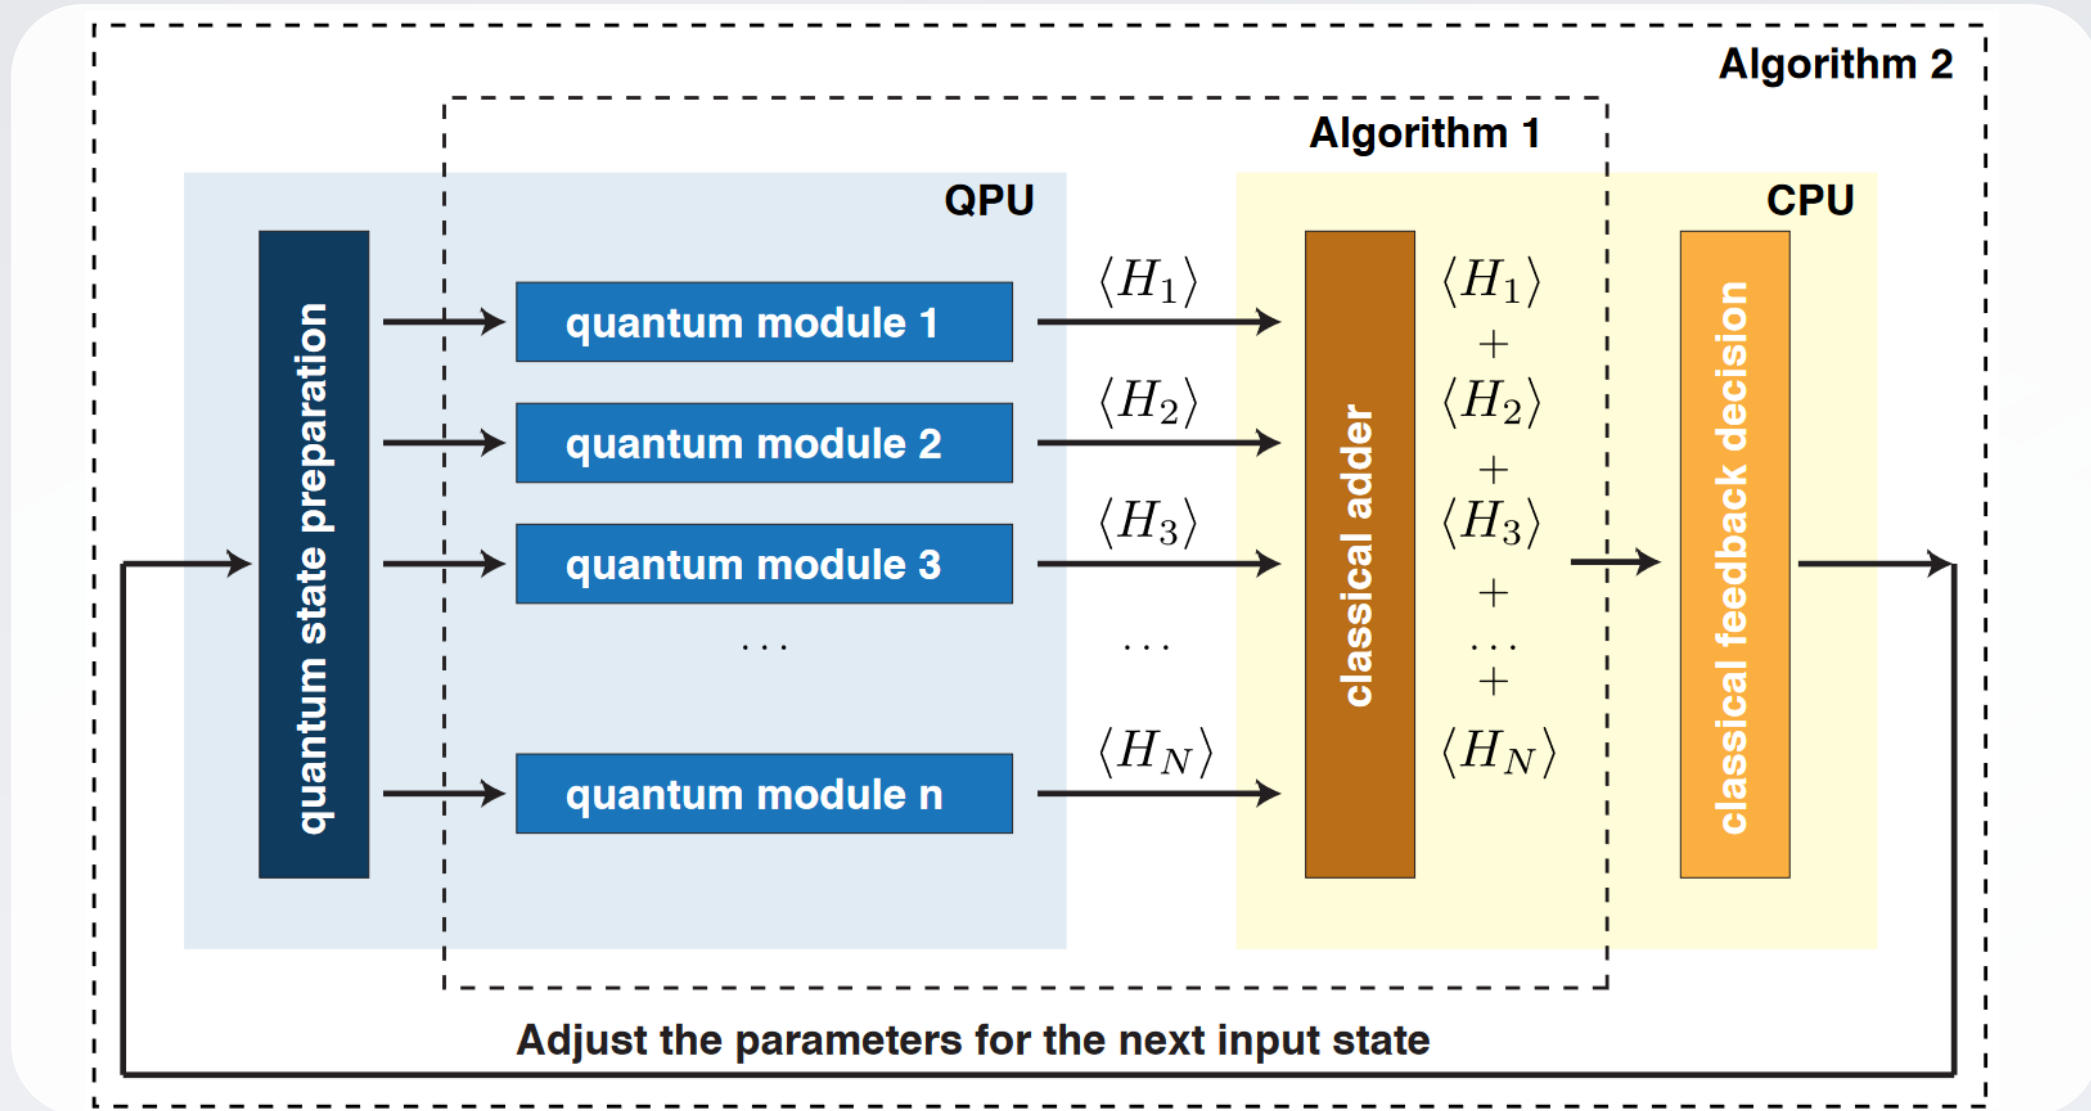 Algorithm 2
Algorithm 1
QPU
CPU
quantum state preparation
quantum module 1
quantum module 2
quantum module 3
...
quantum module n
⟨H₁⟩
⟨H₂⟩
⟨H₃⟩
...
⟨H_N⟩
classical adder
⟨H₁⟩
+
⟨H₂⟩
+
⟨H₃⟩
+
...
+
⟨H_N⟩
classical feedback decision
Adjust the parameters for the next input state